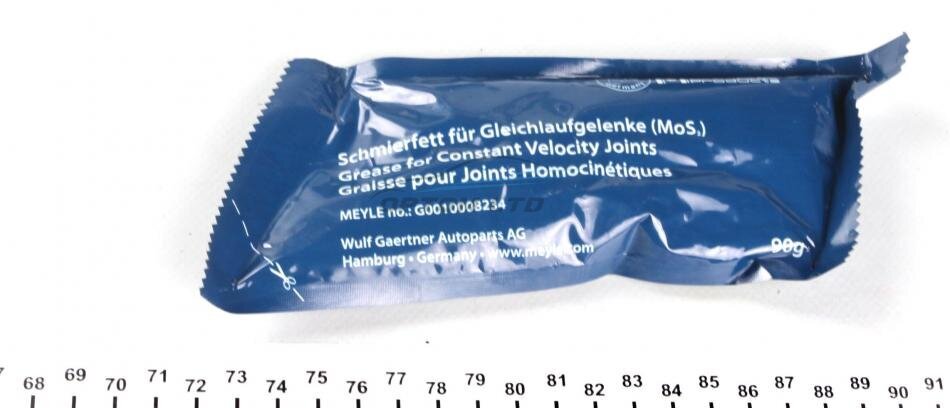 Germany
PRODUCTS
Schmierfett für Gleichlaufgelenke (MoS₂)
Grease for Constant Velocity Joints
Graisse pour Joints Homocinétiques
MEYLE no.: G0010008234
Wulf Gaertner Autoparts AG
Hamburg • Germany • www.meyle.com
90g
68 69 70 71 72 73 74 75 76 77 78 79 80 81 82 83 84 85 86 87 88 89 90 91